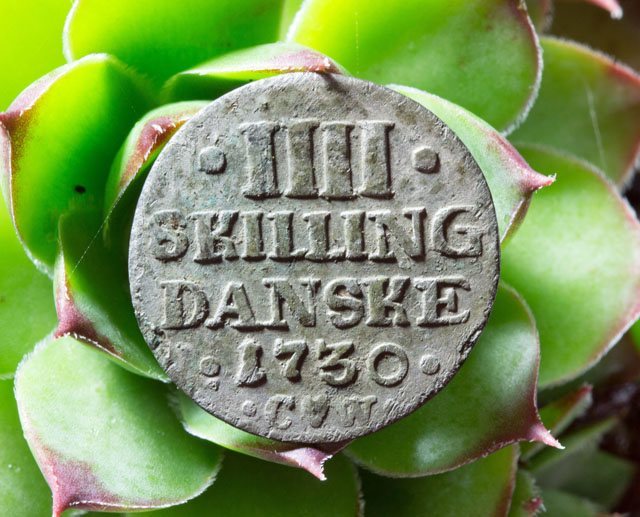 · IIII ·
SKILLING
DANSKE
· 1730 ·
· C V W ·